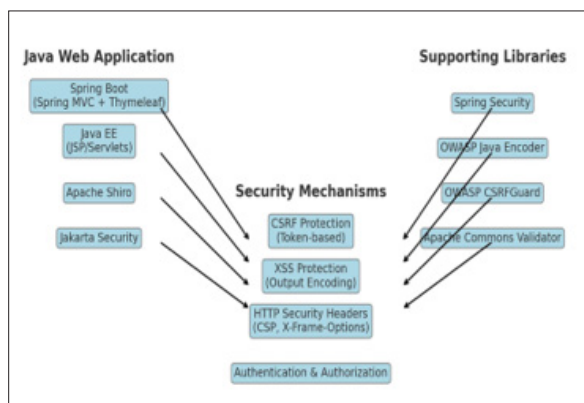 Java Web Application
Spring Boot
(Spring MVC + Thymeleaf)
Java EE
(JSP/Servlets)
Apache Shiro
Jakarta Security
Security Mechanisms
CSRF Protection
(Token-based)
XSS Protection
(Output Encoding)
HTTP Security Headers
(CSP, X-Frame-Options)
Authentication & Authorization
Supporting Libraries
Spring Security
OWASP Java Encoder
OWASP CSRFGuard
Apache Commons Validator